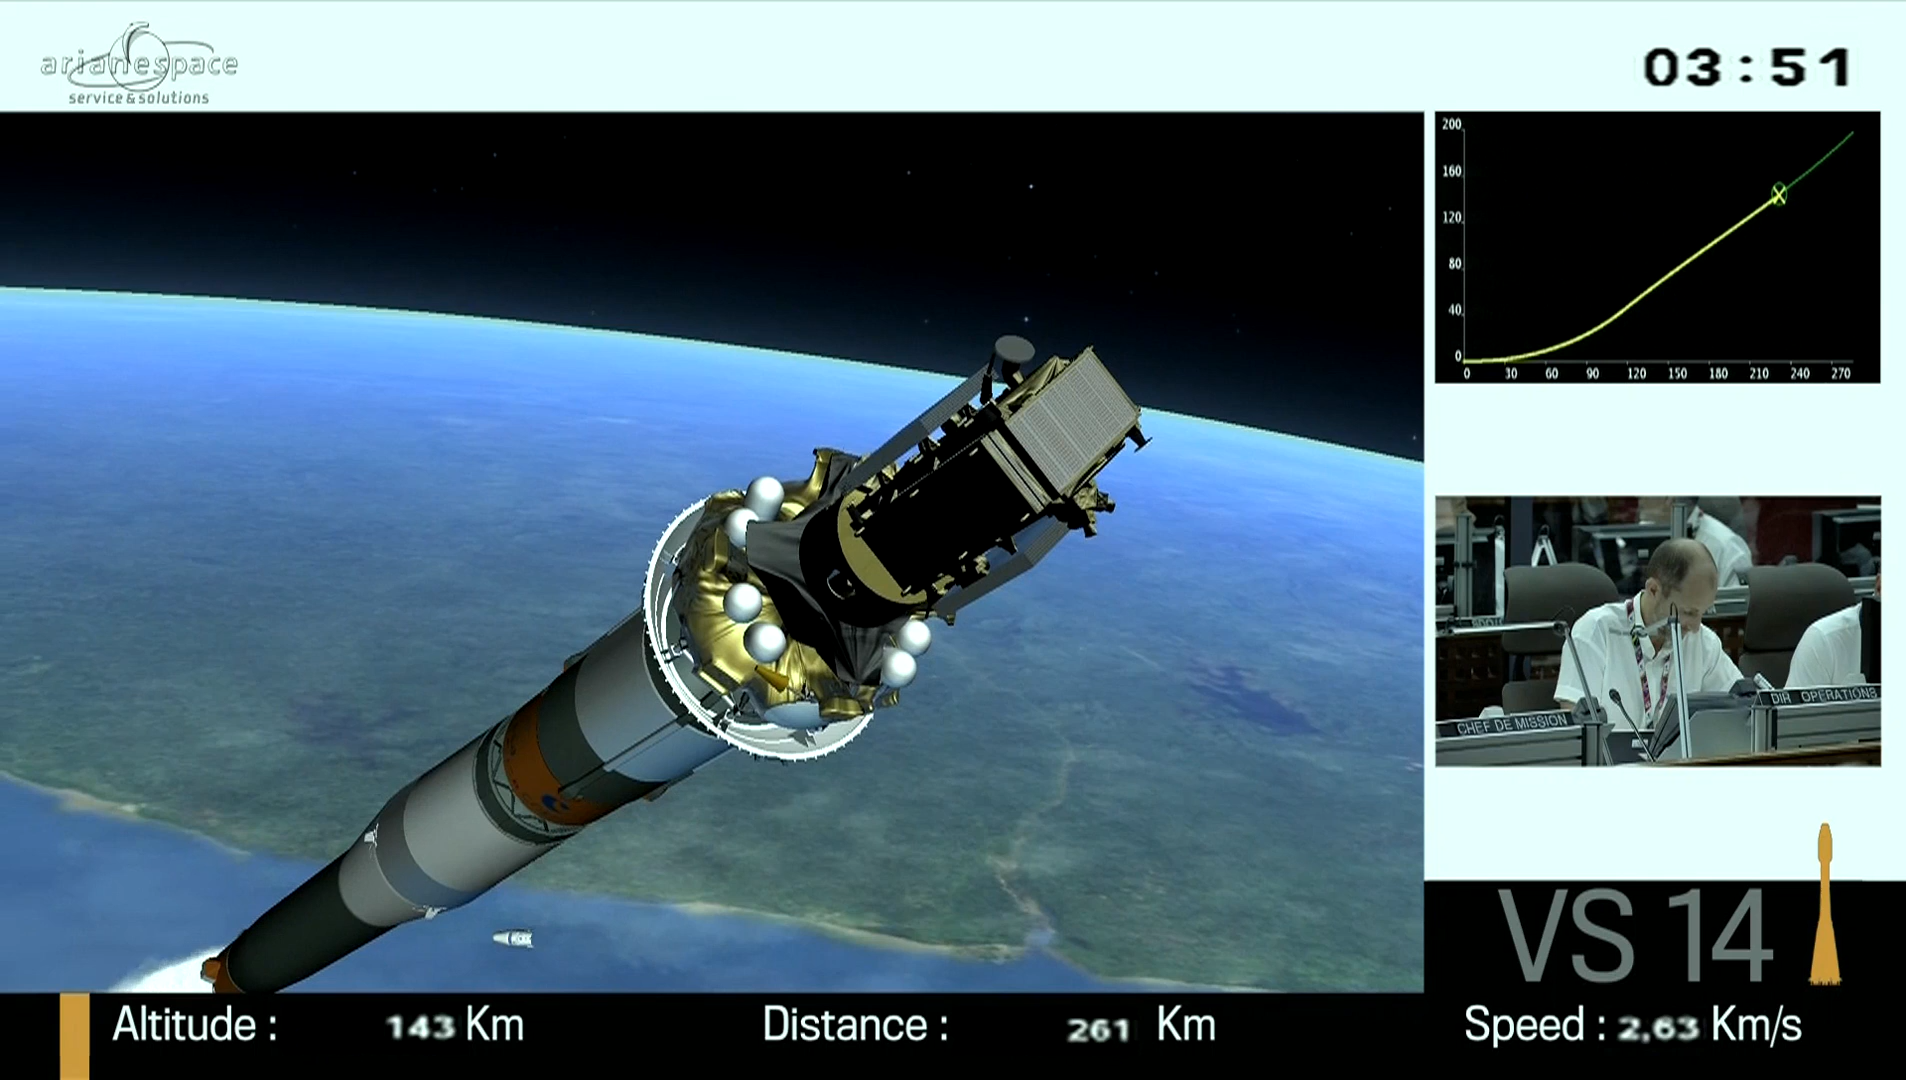 arianespace
service & solutions
03:51
200
160
120
80
40
0
0 30 60 90 120 150 180 210 240 270
CHEF DE MISSION
DIR OPERATIONS
VS 14
Altitude : 143 Km
Distance : 261 Km
Speed : 2,63 Km/s